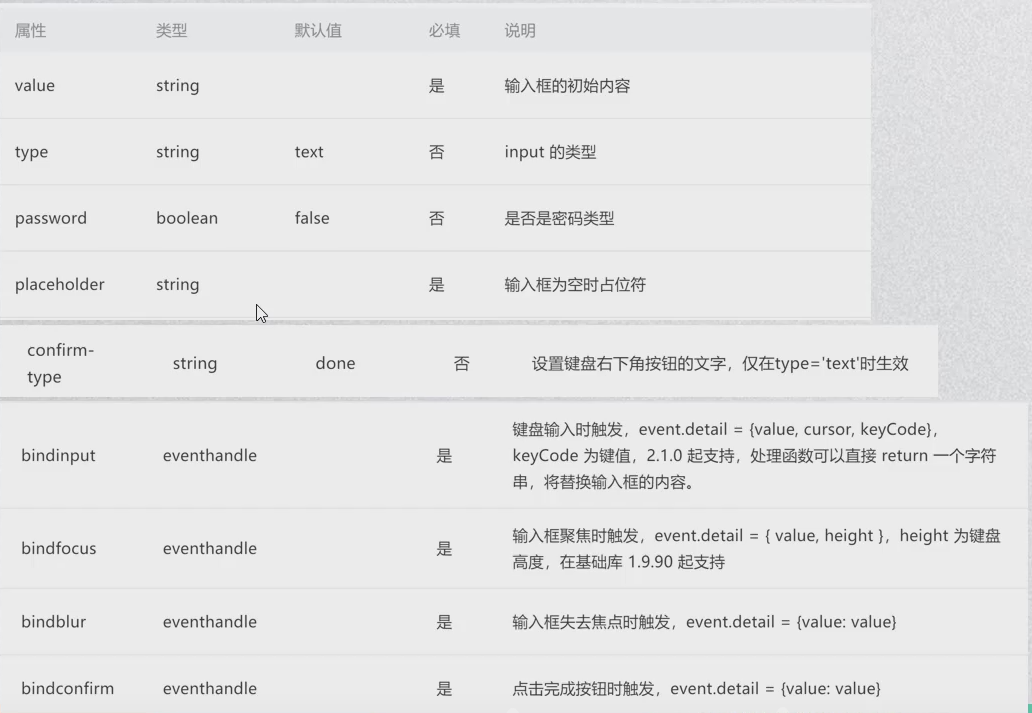 属性 类型 默认值 必填 说明
value string 是 输入框的初始内容
type string text 否 input 的类型
password boolean false 否 是否是密码类型
placeholder string 是 输入框为空时占位符
confirm-
type string done 否 设置键盘右下角按钮的文字，仅在type='text'时生效
键盘输入时触发，event.detail = {value, cursor, keyCode}，
bindinput eventhandle 是 keyCode 为键值，2.1.0 起支持，处理函数可以直接 return 一个字符
串，将替换输入框的内容。
bindfocus eventhandle 是 输入框聚焦时触发，event.detail = { value, height }，height 为键盘
高度，在基础库 1.9.90 起支持
bindblur eventhandle 是 输入框失去焦点时触发，event.detail = {value: value}
bindconfirm eventhandle 是 点击完成按钮时触发，event.detail = {value: value}